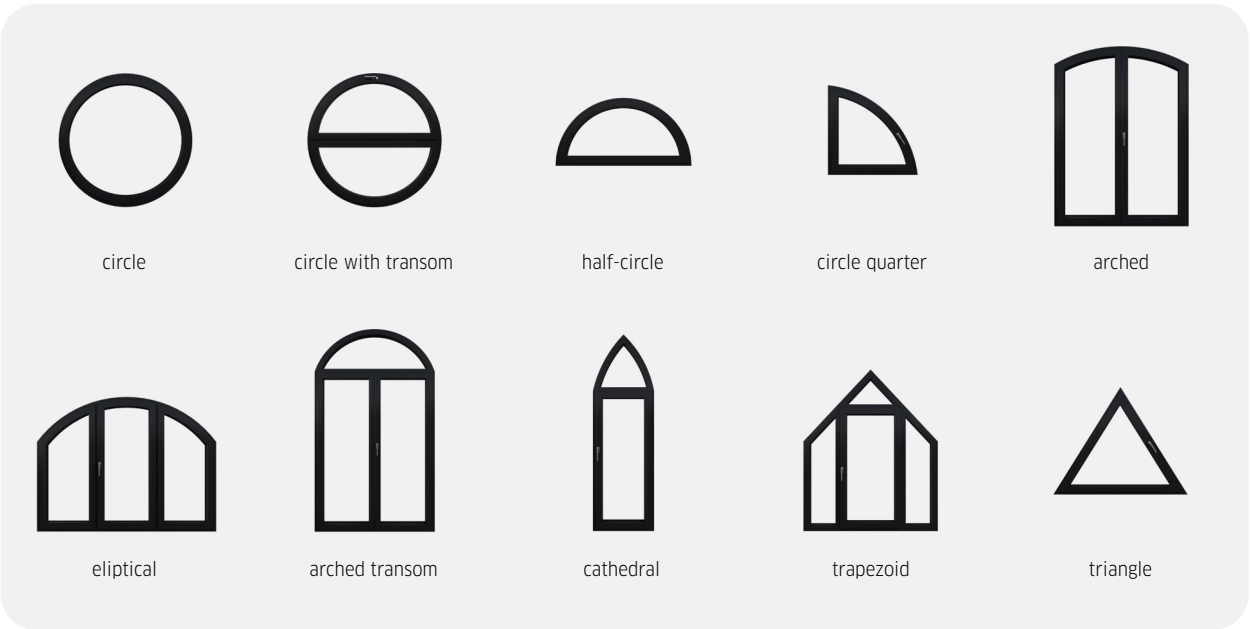 circle
circle with transom
half-circle
circle quarter
arched
eliptical
arched transom
cathedral
trapezoid
triangle